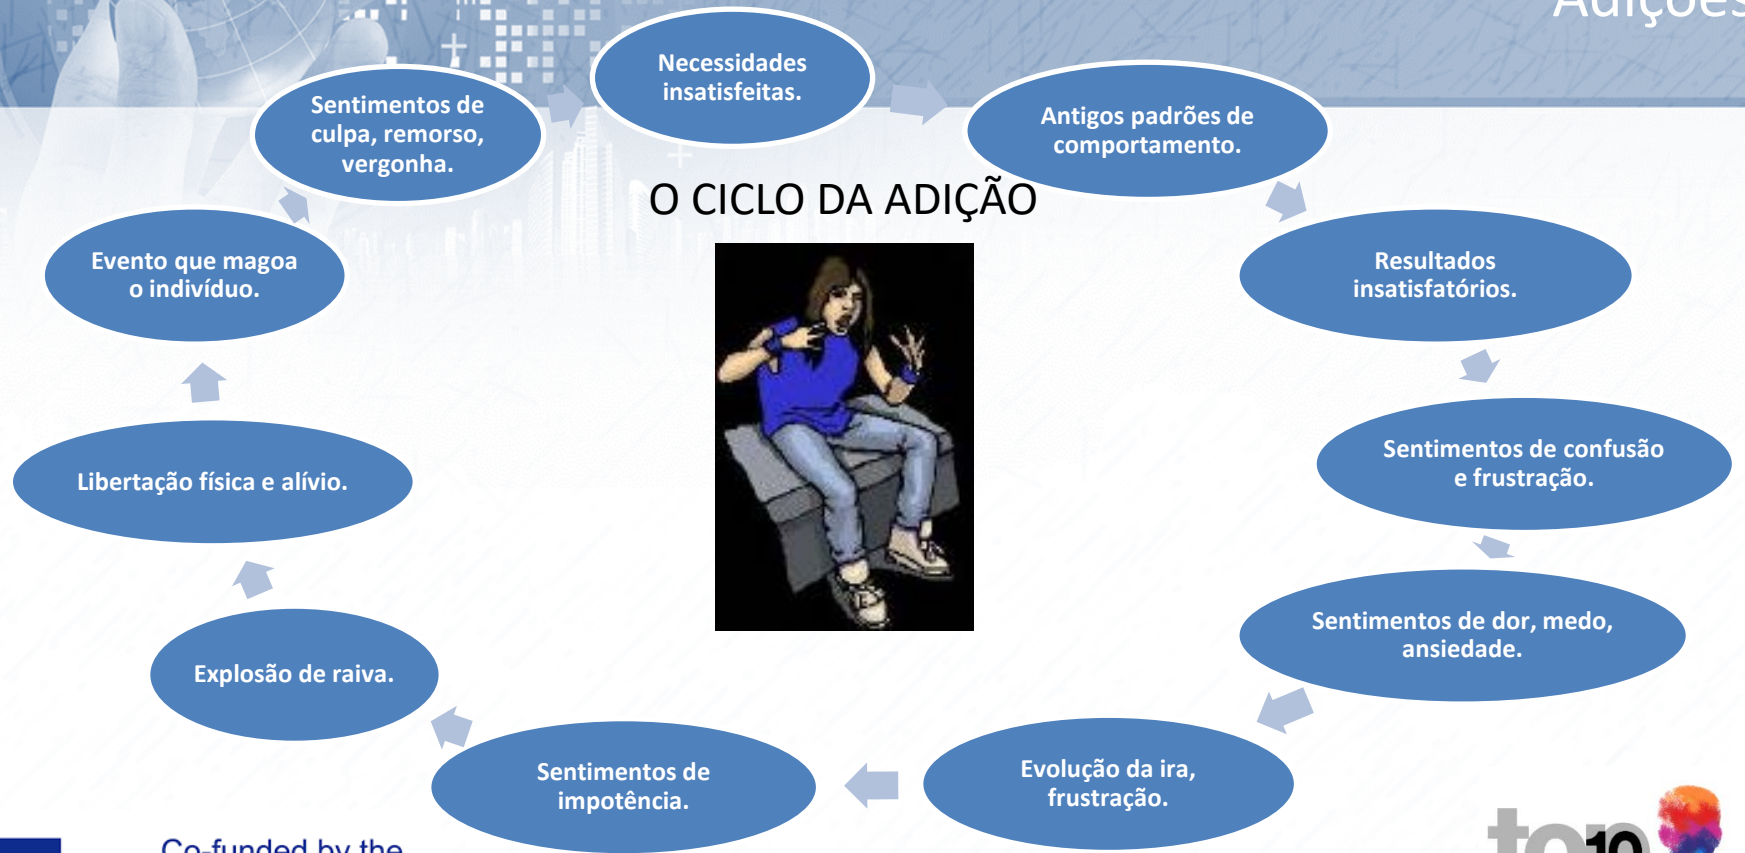 Adições
Necessidades
insatisfeitas.
Antigos padrões de
comportamento.
Resultados
insatisfatórios.
Sentimentos de confusão
e frustração.
Sentimentos de dor, medo,
ansiedade.
Evolução da ira,
frustração.
Sentimentos de
impotência.
Explosão de raiva.
Libertação física e alívio.
Evento que magoa
o indivíduo.
Sentimentos de
culpa, remorso,
vergonha.
O CICLO DA ADIÇÃO
Co-funded by the
top10